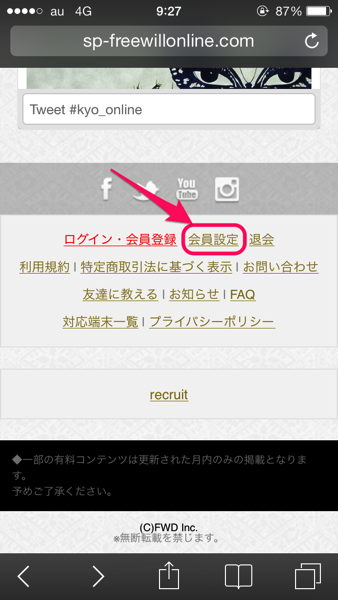 au 4G 9:27 87%
sp-freewillonline.com
Tweet #kyo_online
f You Tube
ログイン・会員登録 会員設定 退会
利用規約 | 特定商取引法に基づく表示 | お問い合わせ
友達に教える | お知らせ | FAQ
対応端末一覧 | プライバシーポリシー
recruit
◆一部の有料コンテンツは更新された月内のみの掲載となりま
す。
予めご了承ください。
(C)FWD Inc.
※無断転載を禁じます。